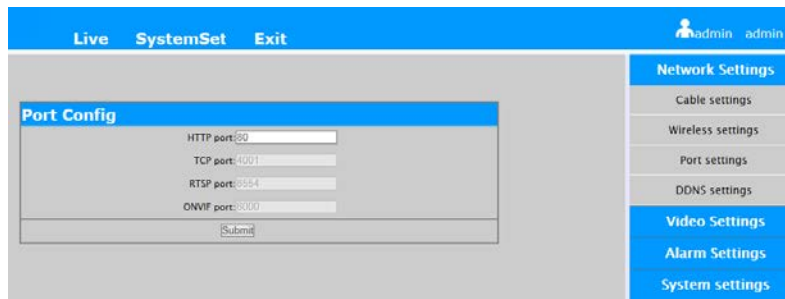 Live SystemSet Exit
admin admin
Port Config
HTTP port: 80
TCP port: 4001
RTSP port: 8554
ONVIF port: 8000
Submit
Network Settings
Cable settings
Wireless settings
Port settings
DDNS settings
Video Settings
Alarm Settings
System settings